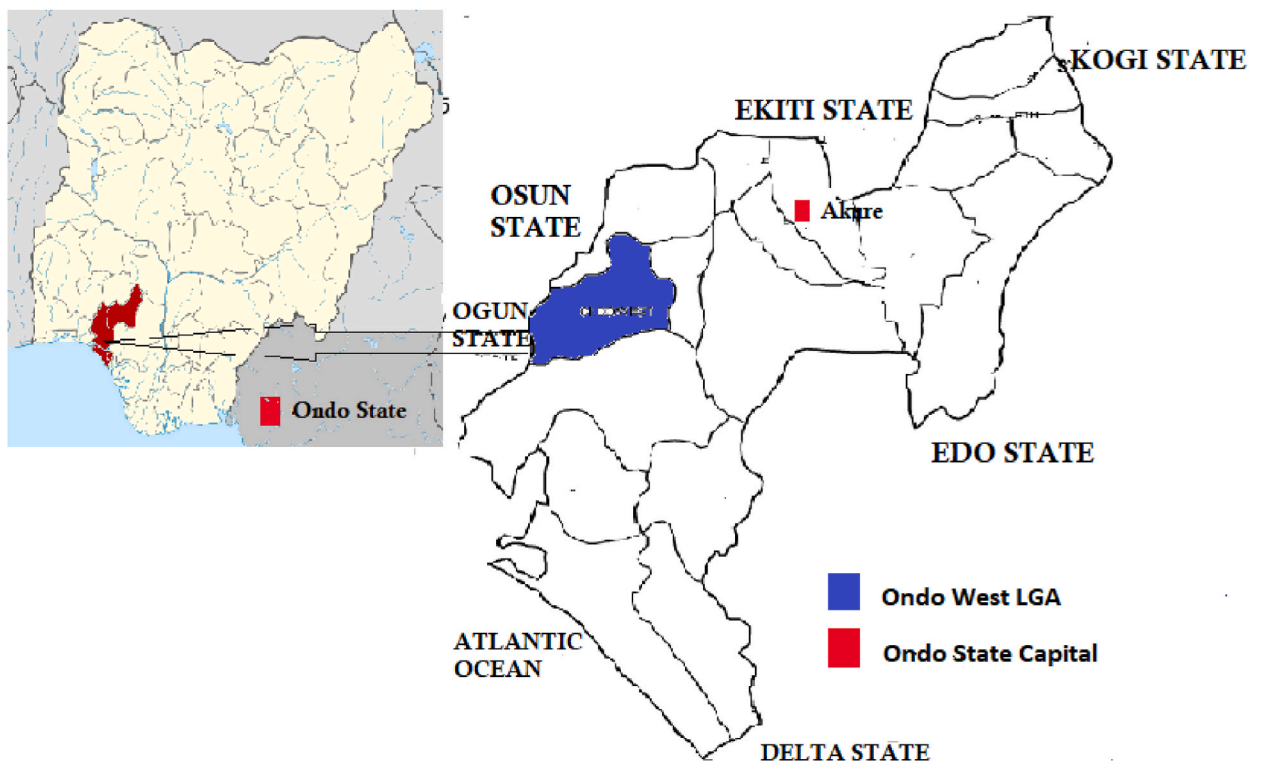 KOGI STATE
EKITI STATE
OSUN
STATE
Akure
OGUN
STATE
Ondo State
EDO STATE
Ondo West LGA
ATLANTIC
OCEAN
Ondo State Capital
DELTA STATE